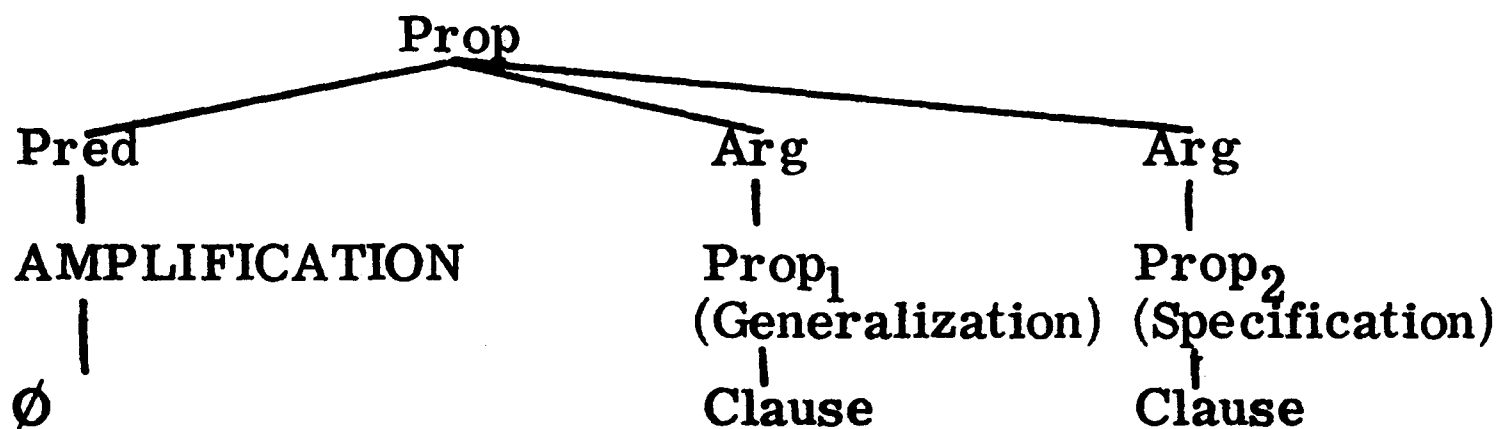 Prop
Pred Arg Arg
AMPLIFICATION Prop₁ Prop₂
(Generalization) (Specification)
Ø Clause Clause